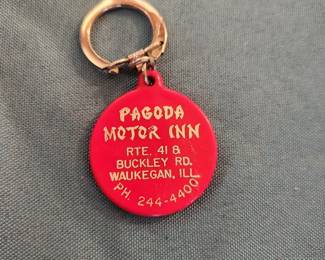 PAGODA
MOTOR INN
RTE. 41 &
BUCKLEY RD.
WAUKEGAN, ILL.
PH. 244-4400